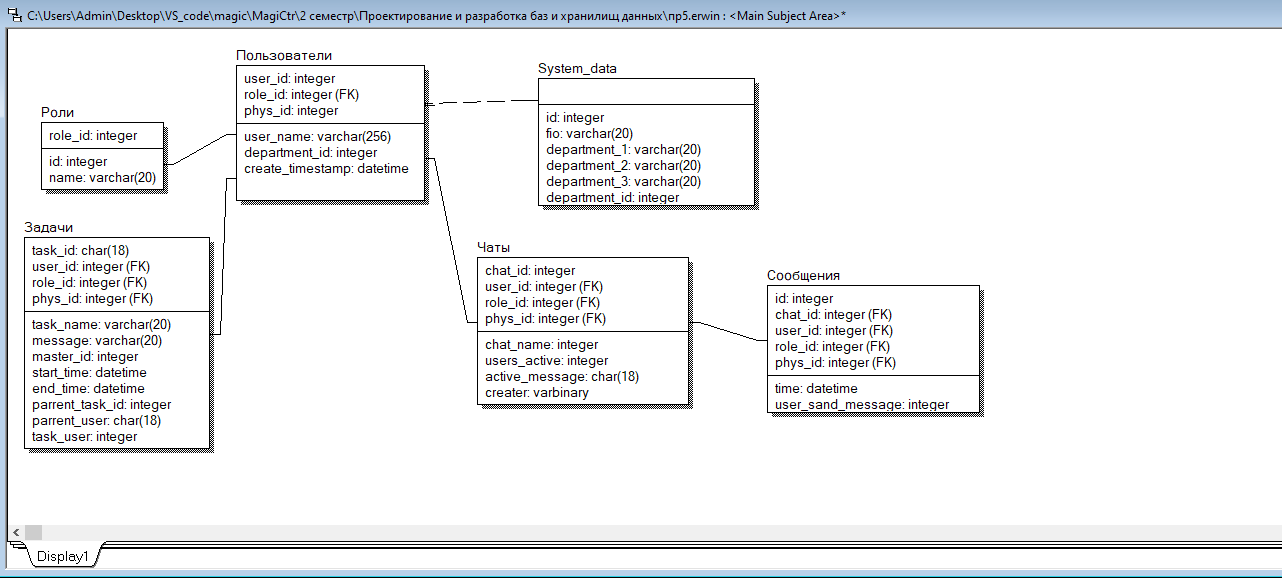 C:\Users\Admin\Desktop\VS_code\magic\MagiCtr\2 семестр\Проектирование и разработка баз и хранилищ данных\пр5.erwin : <Main Subject Area>*
Пользователи
user_id: integer
role_id: integer (FK)
phys_id: integer
user_name: varchar(256)
department_id: integer
create_timestamp: datetime
System_data
id: integer
fio: varchar(20)
department_1: varchar(20)
department_2: varchar(20)
department_3: varchar(20)
department_id: integer
Роли
role_id: integer
id: integer
name: varchar(20)
Задачи
task_id: char(18)
user_id: integer (FK)
role_id: integer (FK)
phys_id: integer (FK)
task_name: varchar(20)
message: varchar(20)
master_id: integer
start_time: datetime
end_time: datetime
parrent_task_id: integer
parrent_user: char(18)
task_user: integer
Чаты
chat_id: integer
user_id: integer (FK)
role_id: integer (FK)
phys_id: integer (FK)
chat_name: integer
users_active: integer
active_message: char(18)
creater: varbinary
Сообщения
id: integer
chat_id: integer (FK)
user_id: integer (FK)
role_id: integer (FK)
phys_id: integer (FK)
time: datetime
user_sand_message: integer
Display1